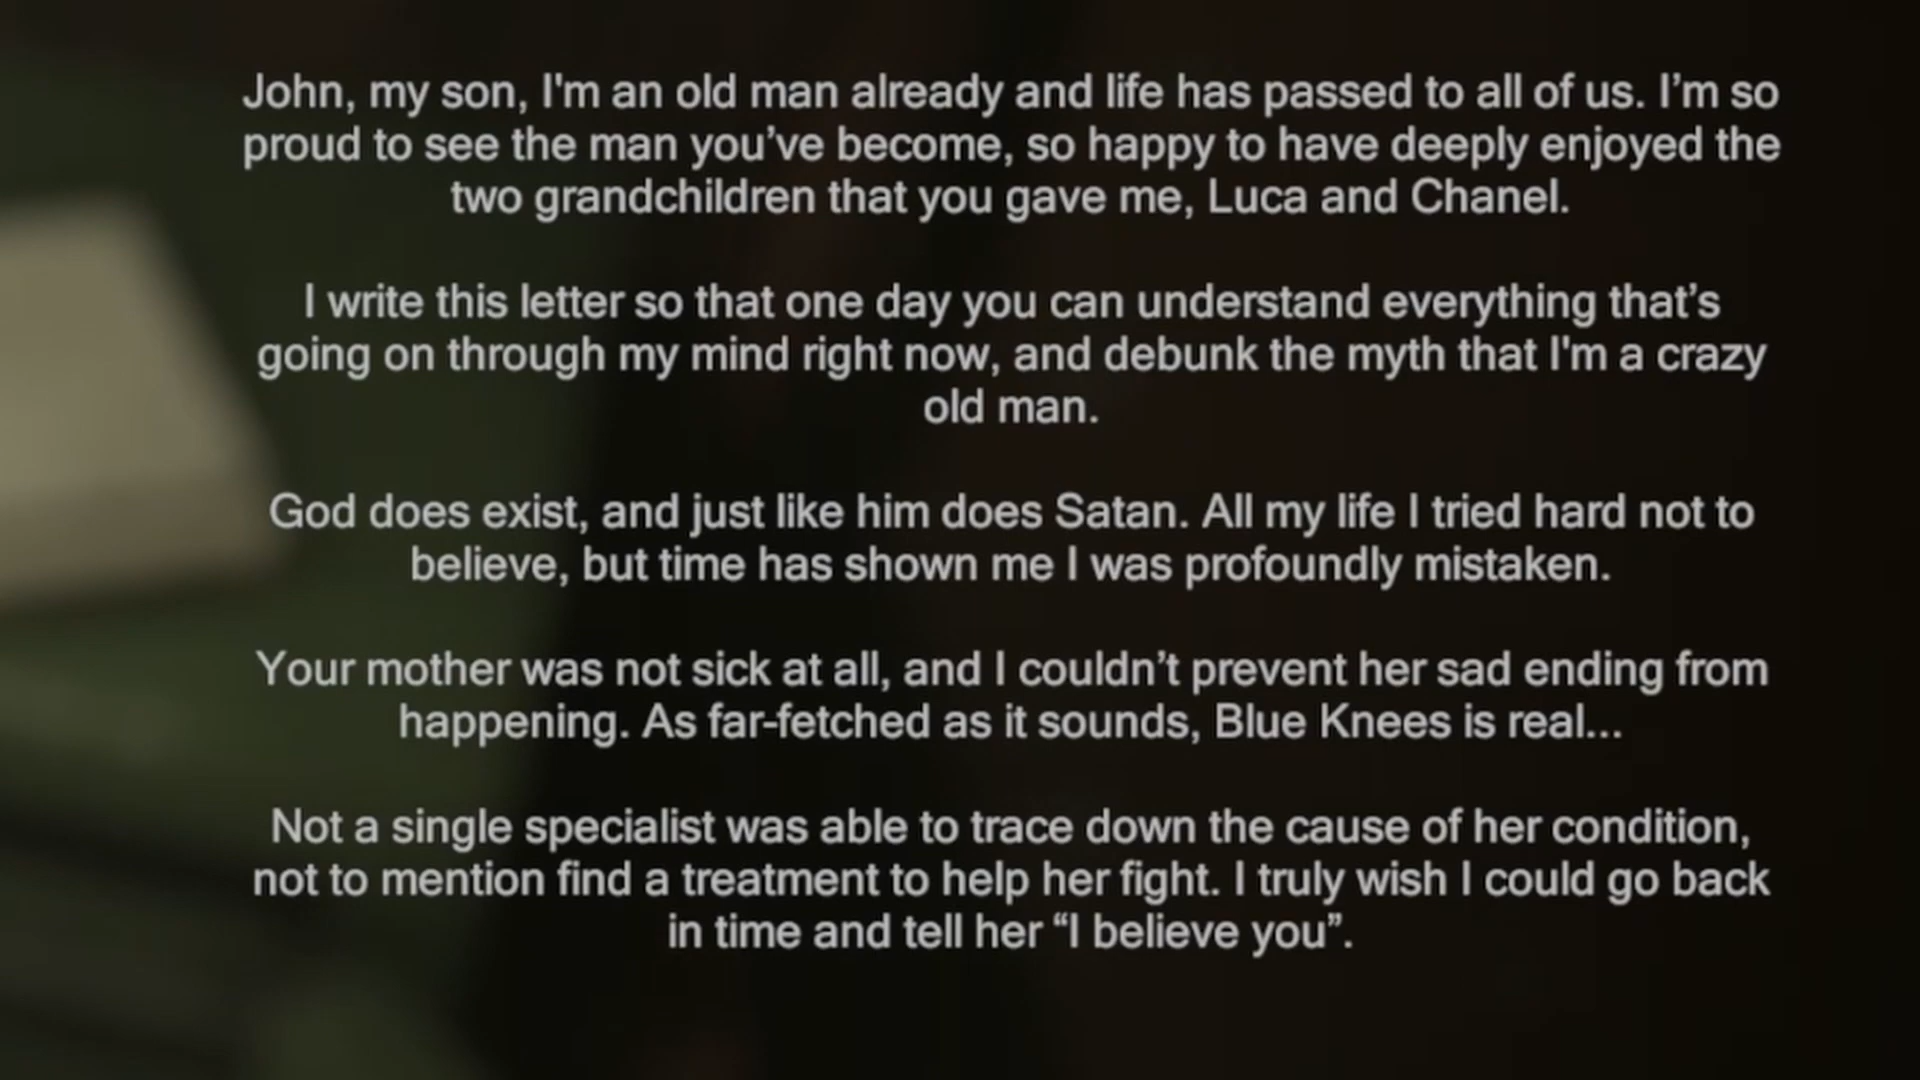 John, my son, I'm an old man already and life has passed to all of us. I’m so
proud to see the man you’ve become, so happy to have deeply enjoyed the
two grandchildren that you gave me, Luca and Chanel.
I write this letter so that one day you can understand everything that’s
going on through my mind right now, and debunk the myth that I'm a crazy
old man.
God does exist, and just like him does Satan. All my life I tried hard not to
believe, but time has shown me I was profoundly mistaken.
Your mother was not sick at all, and I couldn’t prevent her sad ending from
happening. As far-fetched as it sounds, Blue Knees is real...
Not a single specialist was able to trace down the cause of her condition,
not to mention find a treatment to help her fight. I truly wish I could go back
in time and tell her “I believe you”.